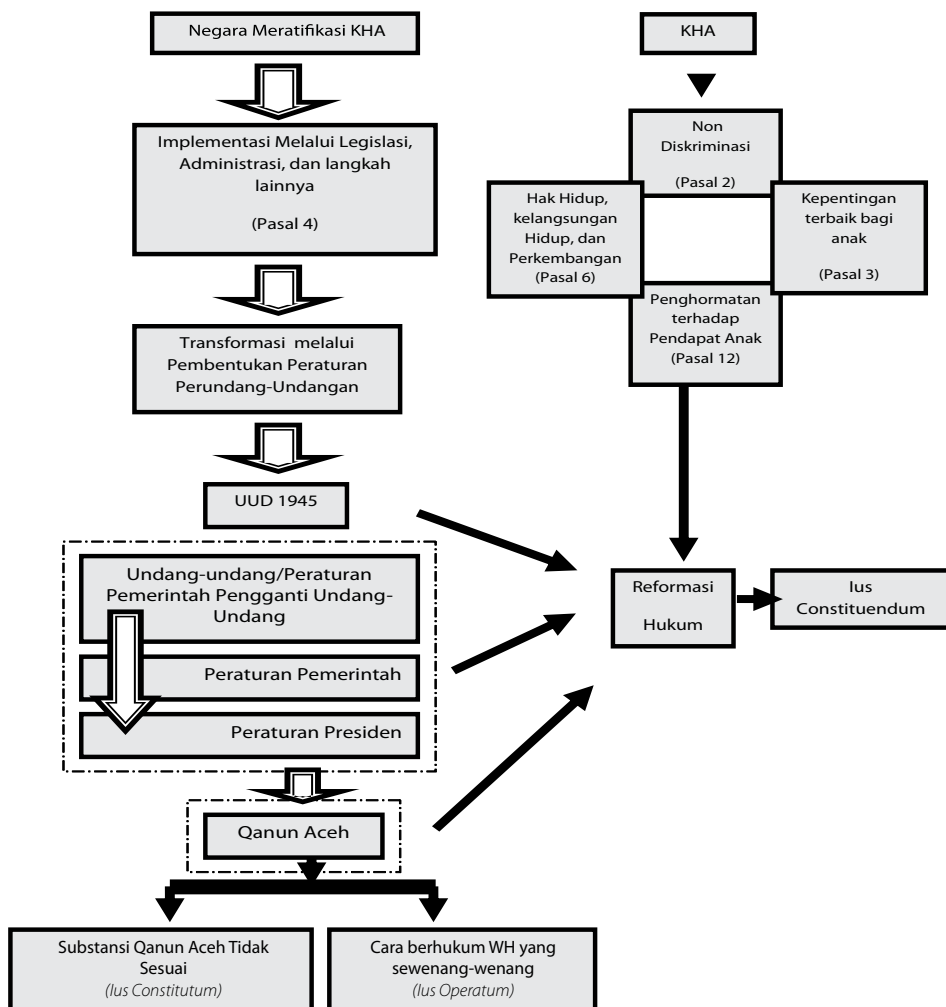 Negara Meratifikasi KHA
Implementasi Melalui Legislasi,
Administrasi, dan langkah
lainnya
(Pasal 4)
Transformasi melalui
Pembentukan Peraturan
Perundang-Undangan
UUD 1945
Undang-undang/Peraturan
Pemerintah Pengganti Undang-
Undang
Peraturan Pemerintah
Peraturan Presiden
Qanun Aceh
Substansi Qanun Aceh Tidak
Sesuai
(Ius Constitutum)
Cara berhukum WH yang
sewenang-wenang
(Ius Operatum)
KHA
Non
Diskriminasi
(Pasal 2)
Hak Hidup,
kelangsungan
Hidup, dan
Perkembangan
(Pasal 6)
Kepentingan
terbaik bagi
anak
(Pasal 3)
Penghormatan
terhadap
Pendapat Anak
(Pasal 12)
Reformasi
Hukum
Ius
Constituendum